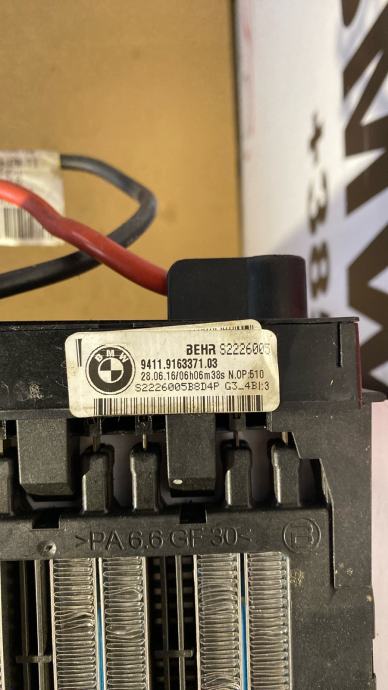 BMW
BEHR S2226005
9411.9163371.03
28.06.16/06h06m38s N.OP:510
S2226005B8D4P G3_4BI:3
>PA 6.6 GF 30<